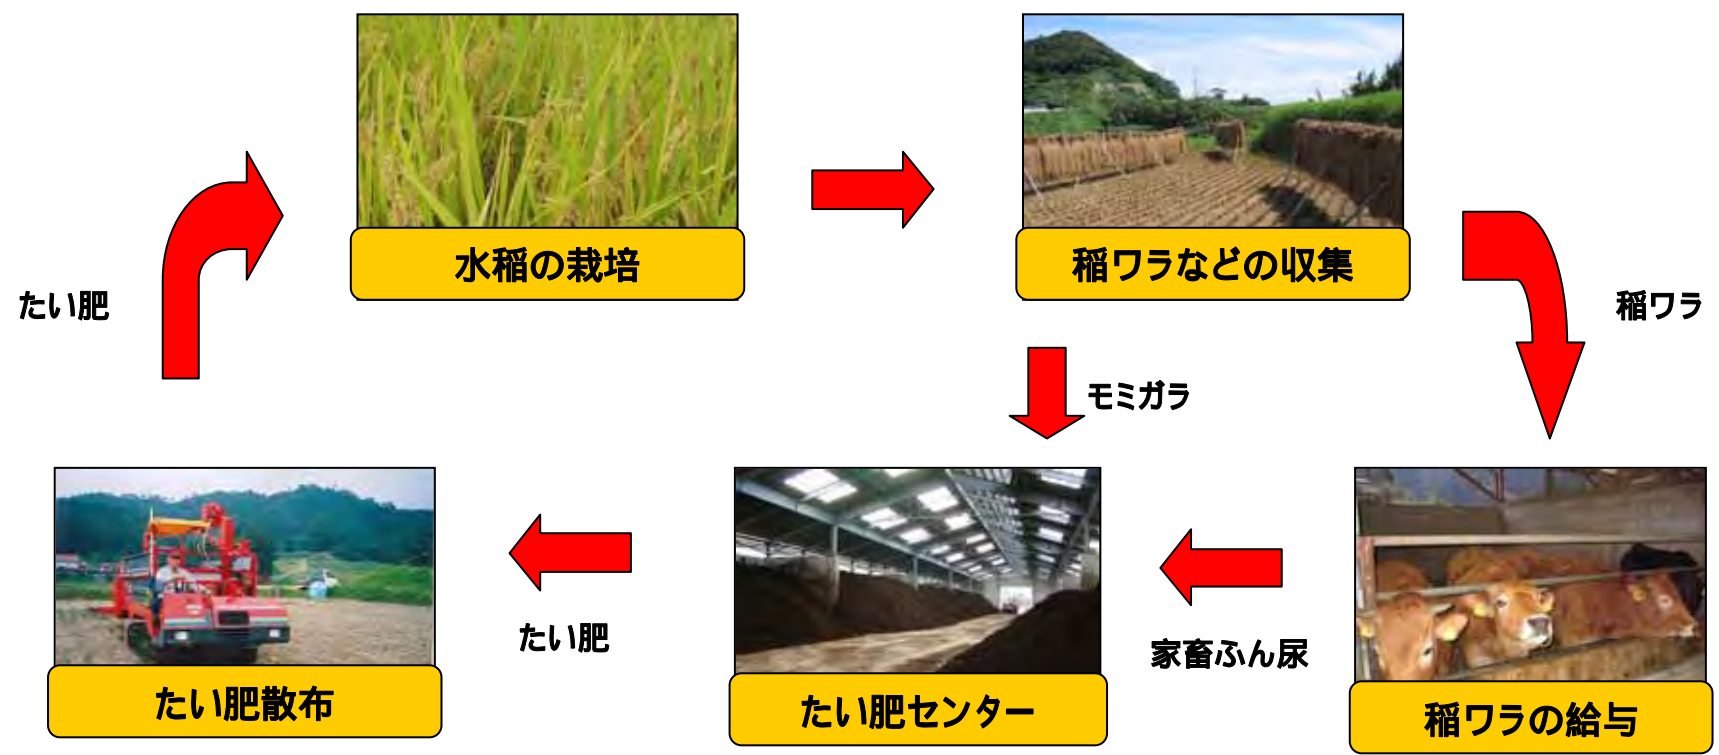 水稲の栽培
稲ワラなどの収集
たい肥
稲ワラ
モミガラ
たい肥
家畜ふん尿
たい肥散布
たい肥センター
稲ワラの給与